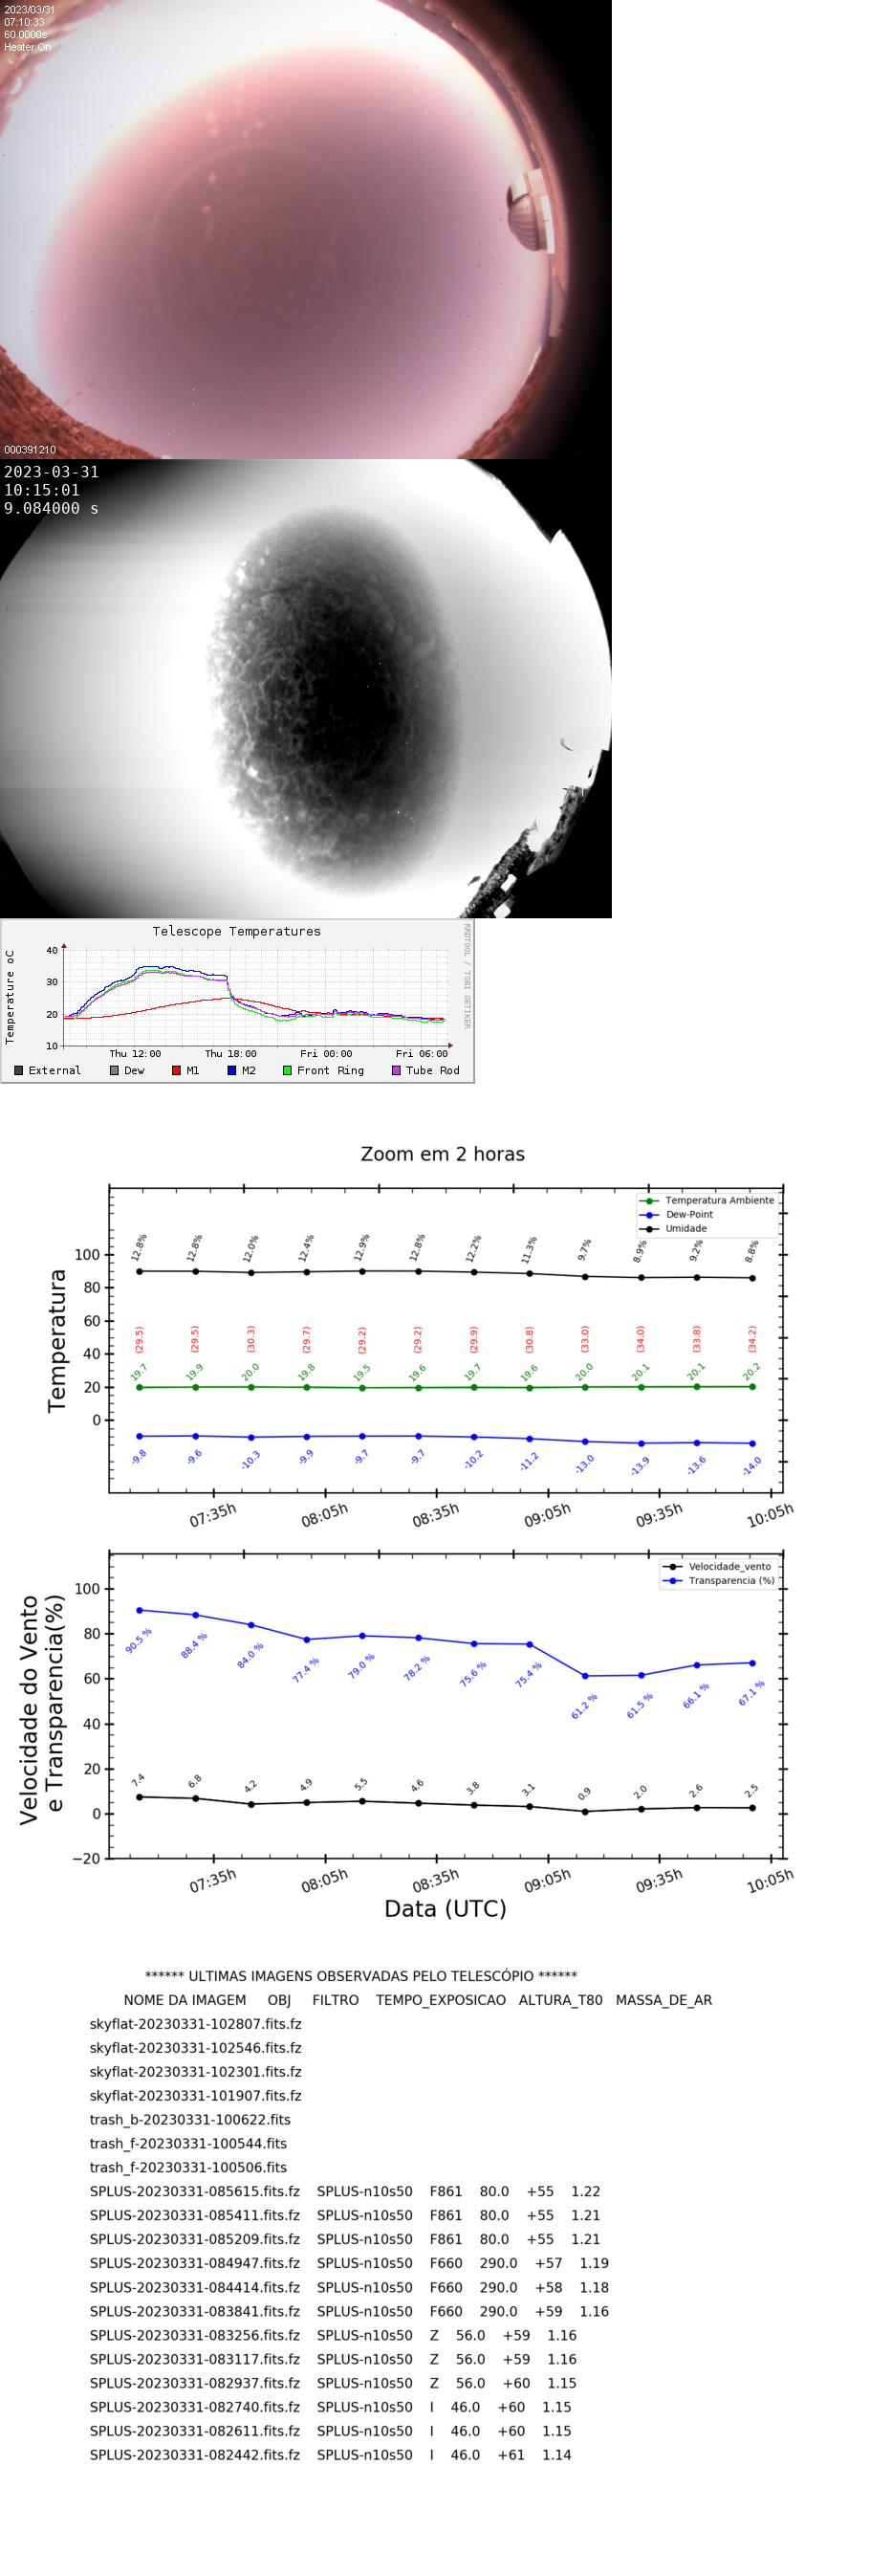 2023/03/31
07:10:33
60.0000s
Heater On
000391210
2023-03-31
10:15:01
9.084000 s
Telescope Temperatures
RRDTOOL / TOBI OETIKER
Temperature oC
40
30
20
10
Thu 12:00 Thu 18:00 Fri 00:00 Fri 06:00
External Dew M1 M2 Front Ring Tube Rod
Zoom em 2 horas
Temperatura Ambiente
Dew-Point
Umidade
Temperatura
100
80
60
40
20
0
12.8% 12.8% 12.0% 12.4% 12.9% 12.8% 12.2% 11.3% 9.7% 8.9% 9.2% 8.8%
(29.5) (29.5) (30.3) (29.7) (29.2) (29.2) (29.9) (30.8) (33.0) (34.0) (33.8) (34.2)
19.7 19.9 20.0 19.8 19.5 19.6 19.7 19.6 20.0 20.1 20.1 20.2
-9.8 -9.6 -10.3 -9.9 -9.7 -9.7 -10.2 -11.2 -13.0 -13.9 -13.6 -14.0
07:35h 08:05h 08:35h 09:05h 09:35h 10:05h
Velocidade_vento
Transparencia (%)
Velocidade do Vento
e Transparencia(%)
100
80
60
40
20
0
−20
90.5 % 88.4 % 84.0 % 77.4 % 79.0 % 78.2 % 75.6 % 75.4 % 61.2 % 61.5 % 66.1 % 67.1 %
7.4 6.8 4.2 4.9 5.5 4.6 3.8 3.1 0.9 2.0 2.6 2.5
07:35h 08:05h 08:35h 09:05h 09:35h 10:05h
Data (UTC)
****** ULTIMAS IMAGENS OBSERVADAS PELO TELESCÓPIO ******
NOME DA IMAGEM OBJ FILTRO TEMPO_EXPOSICAO ALTURA_T80 MASSA_DE_AR
skyflat-20230331-102807.fits.fz
skyflat-20230331-102546.fits.fz
skyflat-20230331-102301.fits.fz
skyflat-20230331-101907.fits.fz
trash_b-20230331-100622.fits
trash_f-20230331-100544.fits
trash_f-20230331-100506.fits
SPLUS-20230331-085615.fits.fz SPLUS-n10s50 F861 80.0 +55 1.22
SPLUS-20230331-085411.fits.fz SPLUS-n10s50 F861 80.0 +55 1.21
SPLUS-20230331-085209.fits.fz SPLUS-n10s50 F861 80.0 +55 1.21
SPLUS-20230331-084947.fits.fz SPLUS-n10s50 F660 290.0 +57 1.19
SPLUS-20230331-084414.fits.fz SPLUS-n10s50 F660 290.0 +58 1.18
SPLUS-20230331-083841.fits.fz SPLUS-n10s50 F660 290.0 +59 1.16
SPLUS-20230331-083256.fits.fz SPLUS-n10s50 Z 56.0 +59 1.16
SPLUS-20230331-083117.fits.fz SPLUS-n10s50 Z 56.0 +59 1.16
SPLUS-20230331-082937.fits.fz SPLUS-n10s50 Z 56.0 +60 1.15
SPLUS-20230331-082740.fits.fz SPLUS-n10s50 I 46.0 +60 1.15
SPLUS-20230331-082611.fits.fz SPLUS-n10s50 I 46.0 +60 1.15
SPLUS-20230331-082442.fits.fz SPLUS-n10s50 I 46.0 +61 1.14